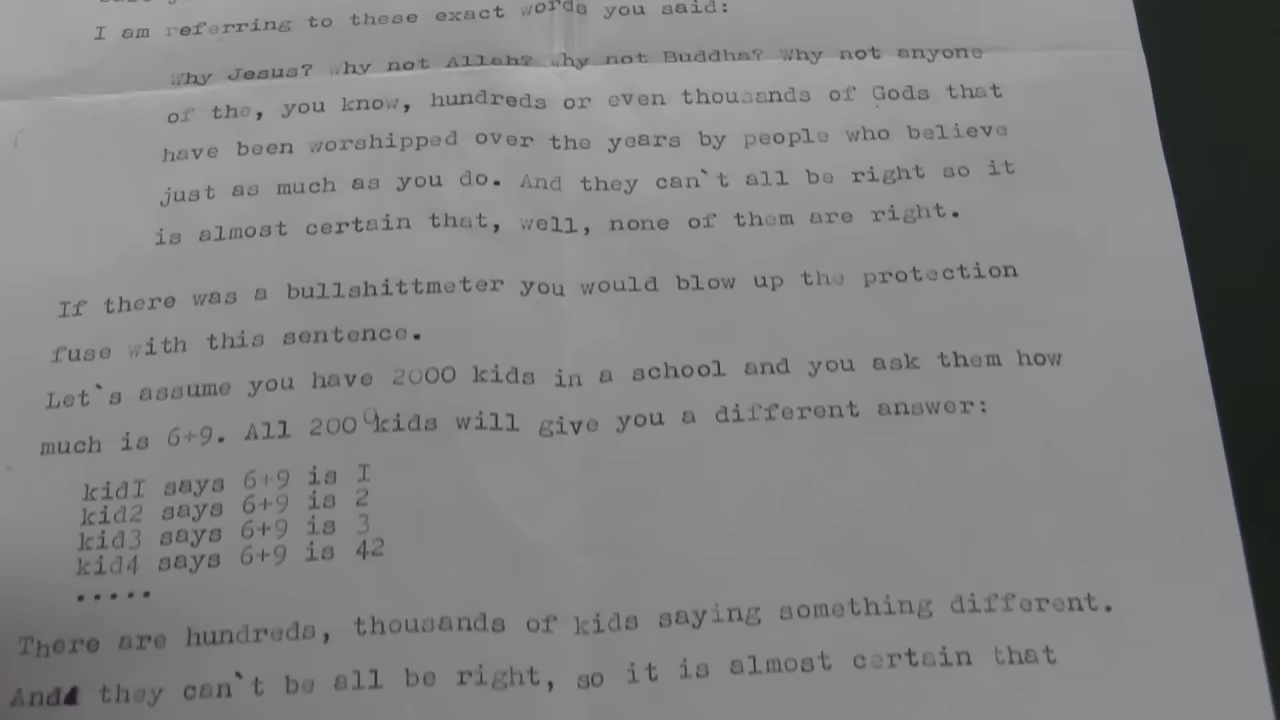 I am referring to these exact words you said:
Why Jesus? Why not Allah? Why not Buddha? Why not anyone
of the, you know, hundreds or even thousands of Gods that
have been worshipped over the years by people who believe
just as much as you do. And they can`t all be right so it
is almost certain that, well, none of them are right.
If there was a bullshittmeter you would blow up the protection
fuse with this sentence.
Let`s assume you have 2000 kids in a school and you ask them how
much is 6+9. All 2000 kids will give you a different answer:
kidI says 6+9 is I
kid2 says 6+9 is 2
kid3 says 6+9 is 3
kid4 says 6+9 is 42
.....
There are hundreds, thousands of kids saying something different.
And they can`t be all be right, so it is almost certain that